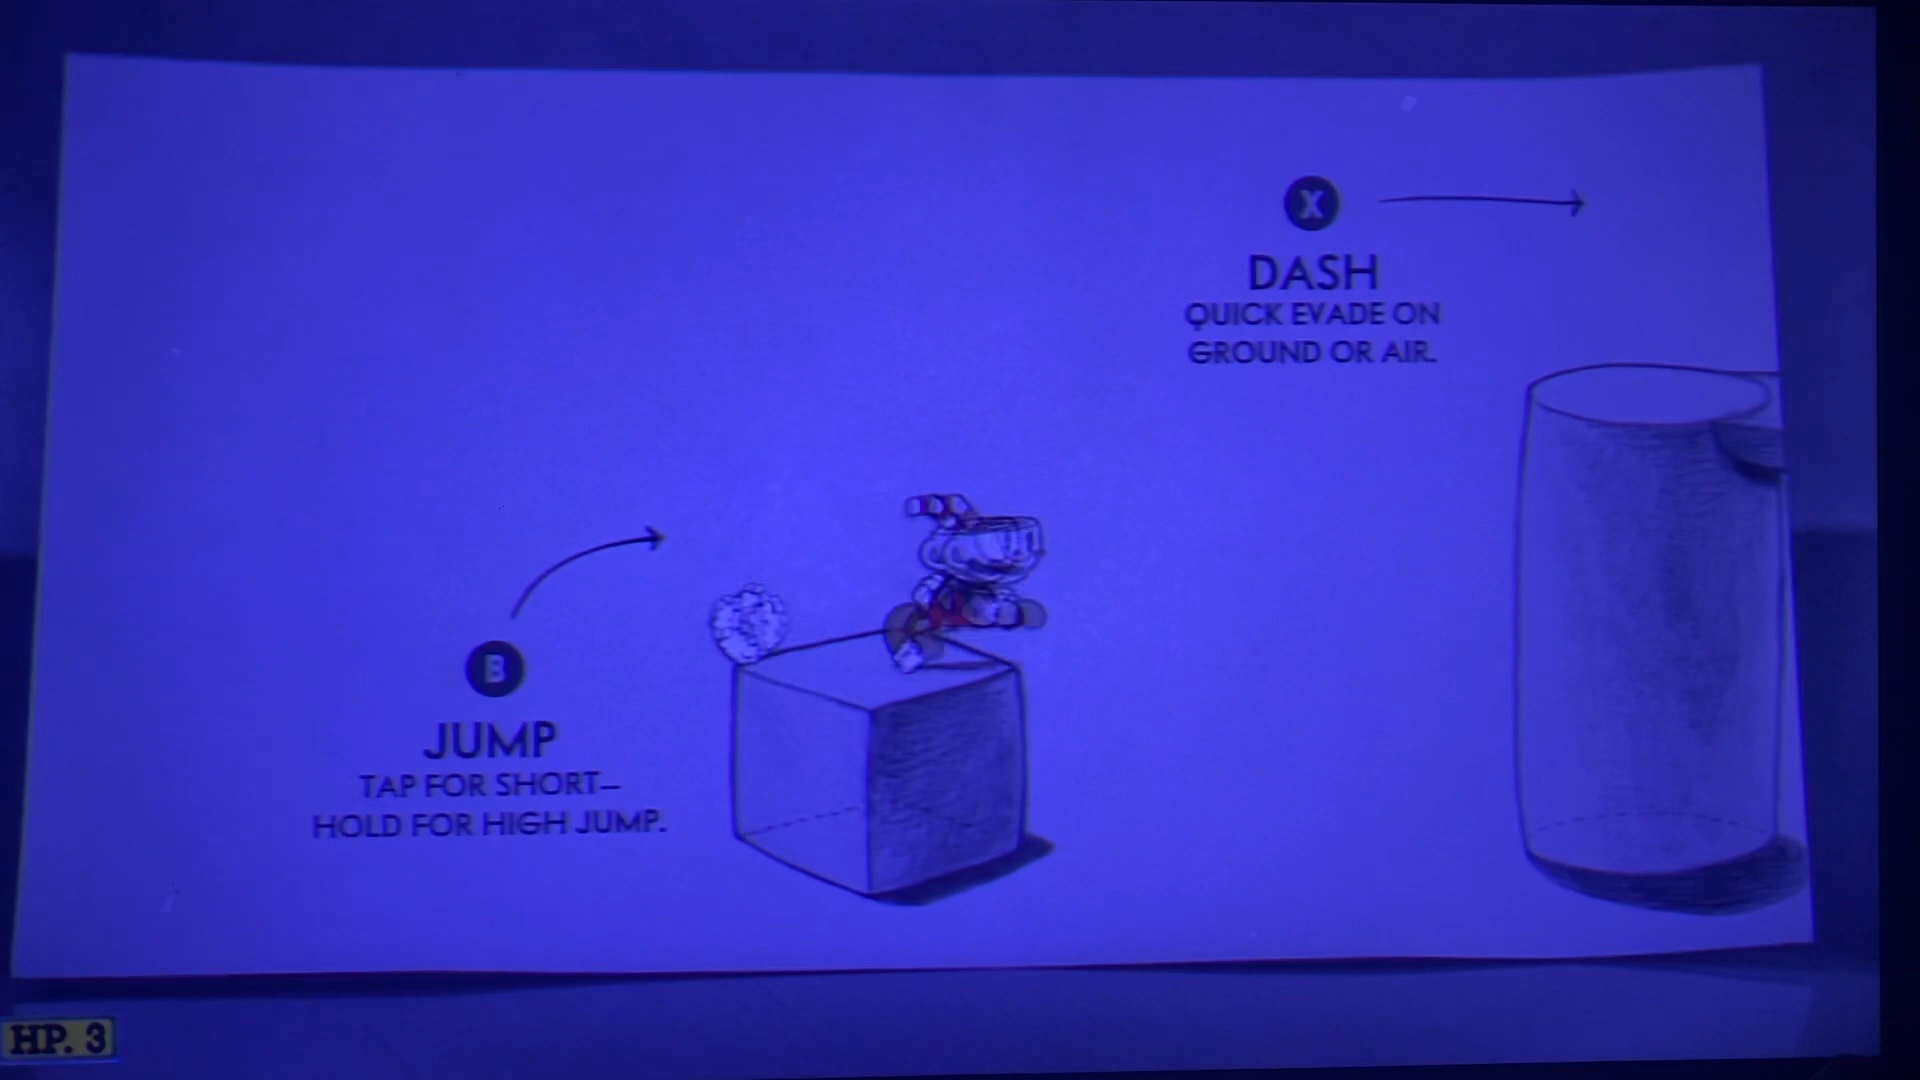 X
DASH
QUICK EVADE ON
GROUND OR AIR.
B
JUMP
TAP FOR SHORT—
HOLD FOR HIGH JUMP.
HP. 3